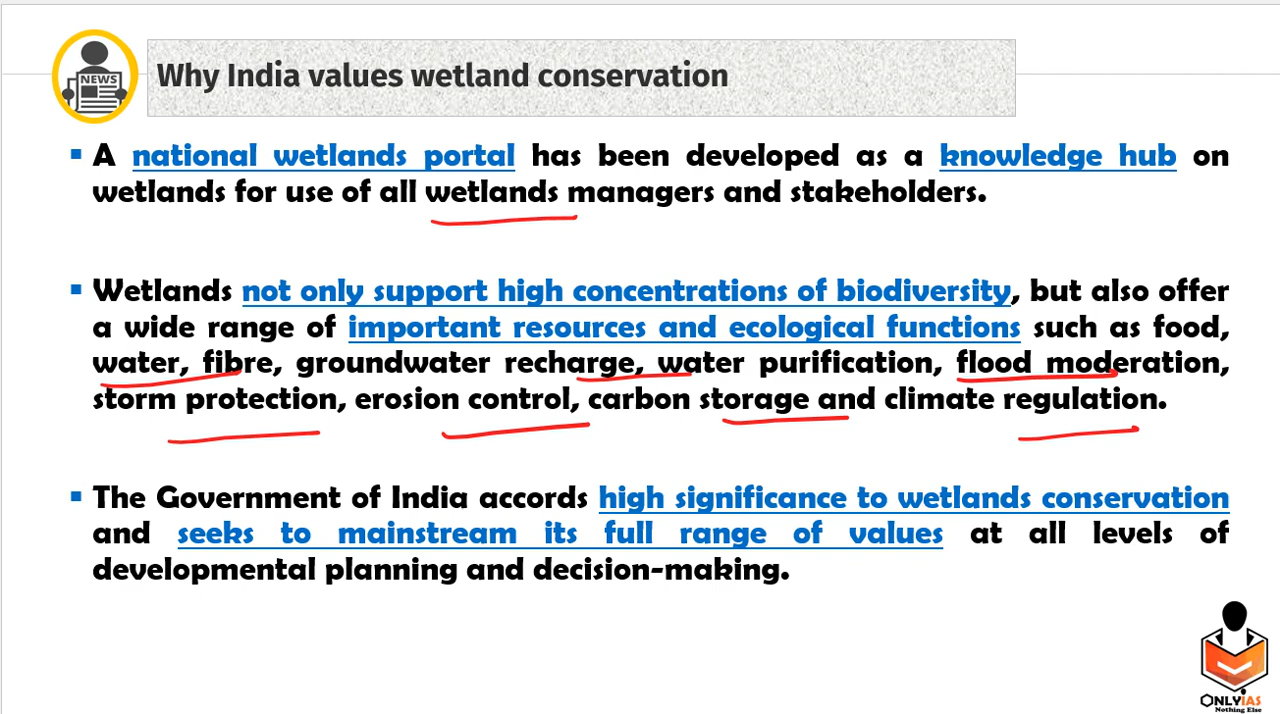 NEWS
Why India values wetland conservation
A national wetlands portal has been developed as a knowledge hub on
wetlands for use of all wetlands managers and stakeholders.
Wetlands not only support high concentrations of biodiversity, but also offer
a wide range of important resources and ecological functions such as food,
water, fibre, groundwater recharge, water purification, flood moderation,
storm protection, erosion control, carbon storage and climate regulation.
The Government of India accords high significance to wetlands conservation
and seeks to mainstream its full range of values at all levels of
developmental planning and decision-making.
ONLYIAS
Nothing Else